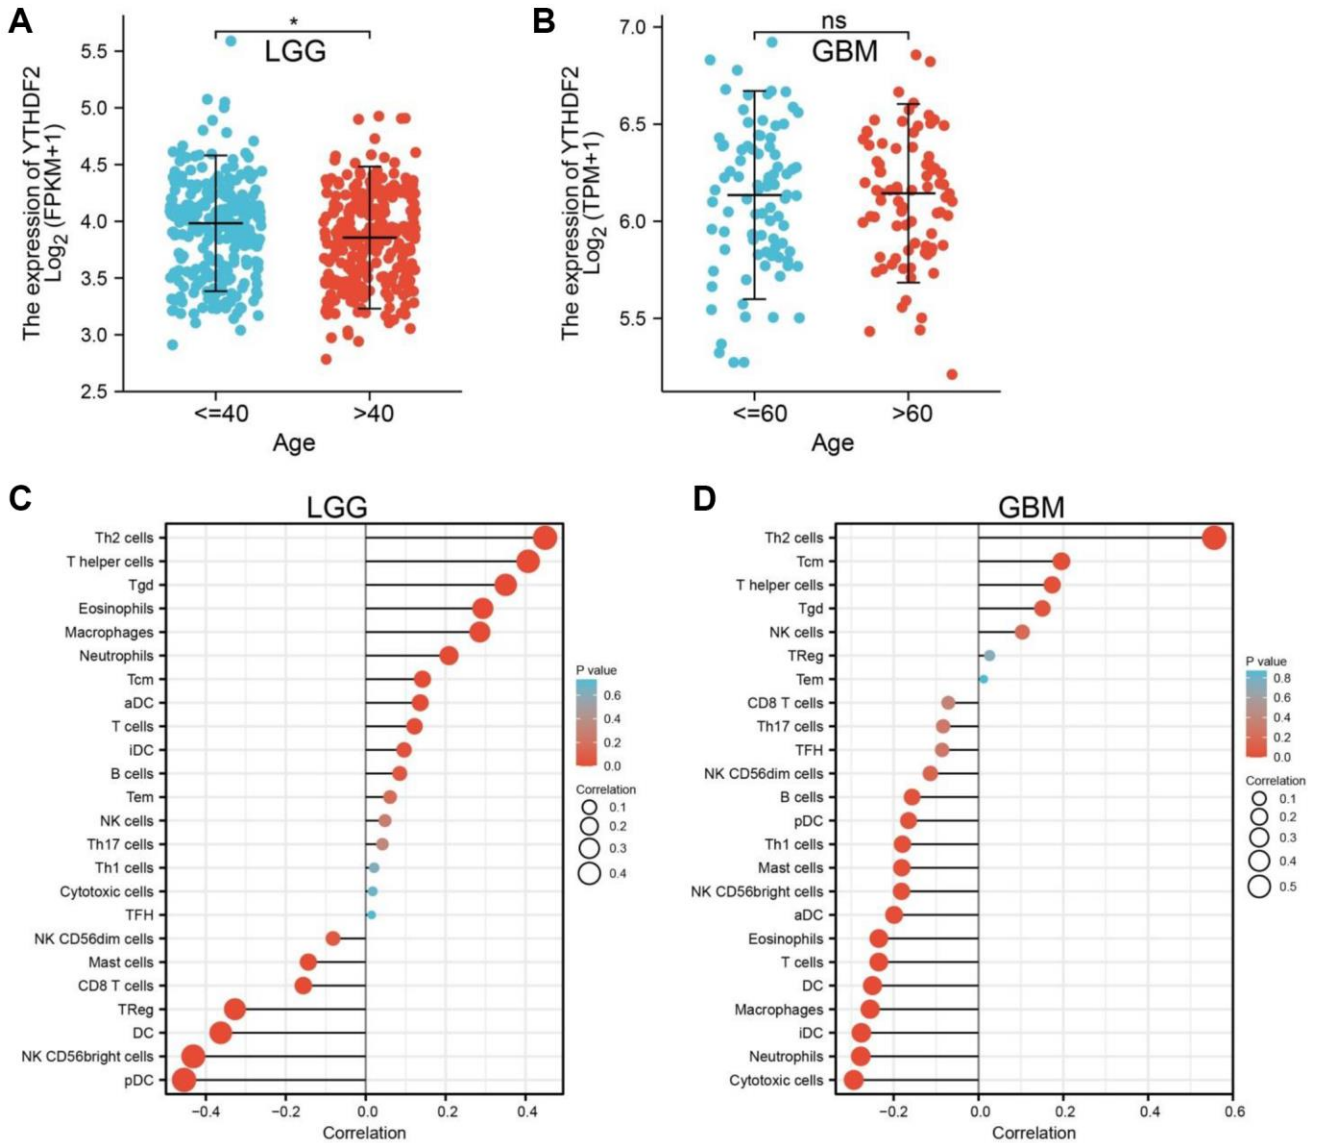 A
The expression of YTHDF2
Log2 (FPKM+1)
5.5
5.0
4.5
4.0
3.5
3.0
2.5
*
LGG
<=40
>40
Age
B
The expression of YTHDF2
Log2 (TPM+1)
7.0
6.5
6.0
5.5
ns
GBM
<=60
>60
Age
C
LGG
Th2 cells
T helper cells
Tgd
Eosinophils
Macrophages
Neutrophils
Tcm
aDC
T cells
iDC
B cells
Tem
NK cells
Th17 cells
Th1 cells
Cytotoxic cells
TFH
NK CD56dim cells
Mast cells
CD8 T cells
TReg
DC
NK CD56bright cells
pDC
−0.4
−0.2
0.0
0.2
0.4
Correlation
P value
0.6
0.4
0.2
0.0
Correlation
0.1
0.2
0.3
0.4
D
GBM
Th2 cells
Tcm
T helper cells
Tgd
NK cells
TReg
Tem
CD8 T cells
Th17 cells
TFH
NK CD56dim cells
B cells
pDC
Th1 cells
Mast cells
NK CD56bright cells
aDC
Eosinophils
T cells
DC
Macrophages
iDC
Neutrophils
Cytotoxic cells
−0.2
0.0
0.2
0.4
0.6
Correlation
P value
0.8
0.6
0.4
0.2
0.0
Correlation
0.1
0.2
0.3
0.4
0.5